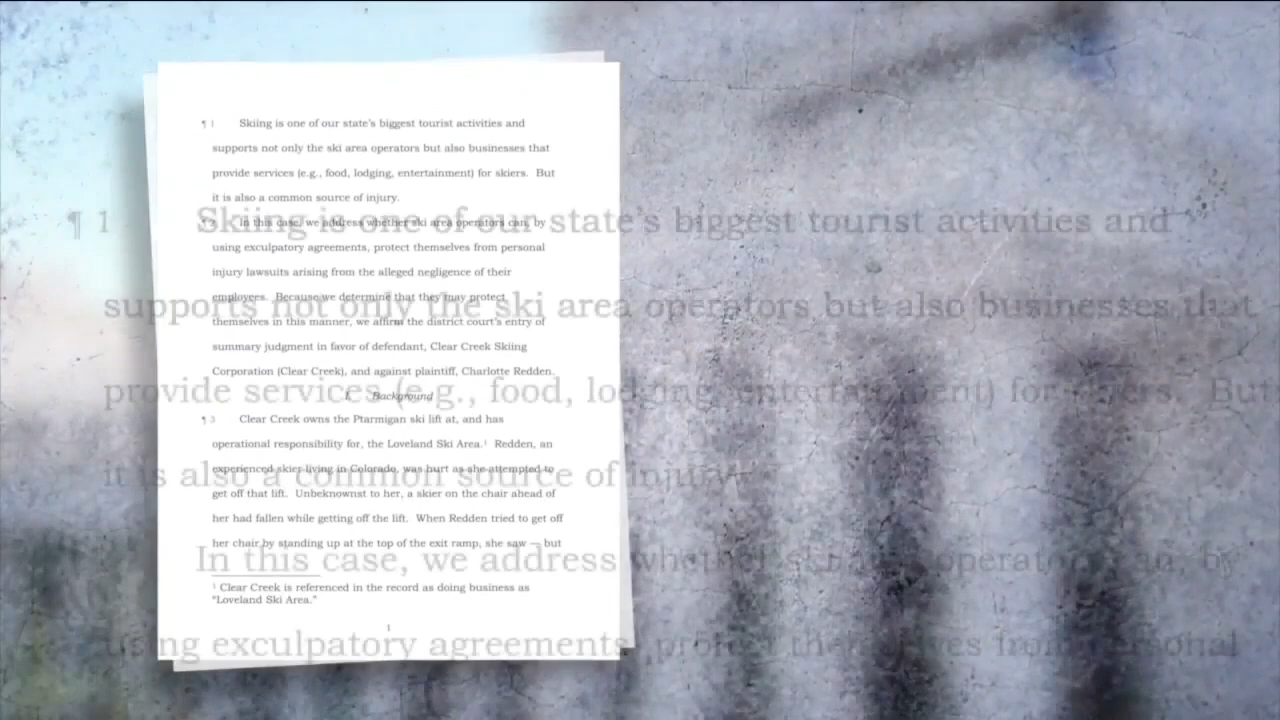 ¶ 1 Skiing is one of our state's biggest tourist activities and
supports not only the ski area operators but also businesses that
provide services (e.g., food, lodging, entertainment) for skiers. But
it is also a common source of injury.
In this case, we address whether ski area operators can, by
using exculpatory agreements, protect themselves from personal
injury lawsuits arising from the alleged negligence of their
employees. Because we determine that they may protect
themselves in this manner, we affirm the district court's entry of
summary judgment in favor of defendant, Clear Creek Skiing
Corporation (Clear Creek), and against plaintiff, Charlotte Redden.
I. Background
¶ 3 Clear Creek owns the Ptarmigan ski lift at, and has
operational responsibility for, the Loveland Ski Area.¹ Redden, an
experienced skier living in Colorado, was hurt as she attempted to
get off that lift. Unbeknownst to her, a skier on the chair ahead of
her had fallen while getting off the lift. When Redden tried to get off
her chair by standing up at the top of the exit ramp, she saw — but
¹ Clear Creek is referenced in the record as doing business as
"Loveland Ski Area."
1
¶ 1 Skiing is one of our state's biggest tourist activities and
supports not only the ski area operators but also businesses that
provide services (e.g., food, lodging, entertainment) for skiers. But
it is also a common source of injury.
In this case, we address whether ski area operators can, by
using exculpatory agreements, protect themselves from personal